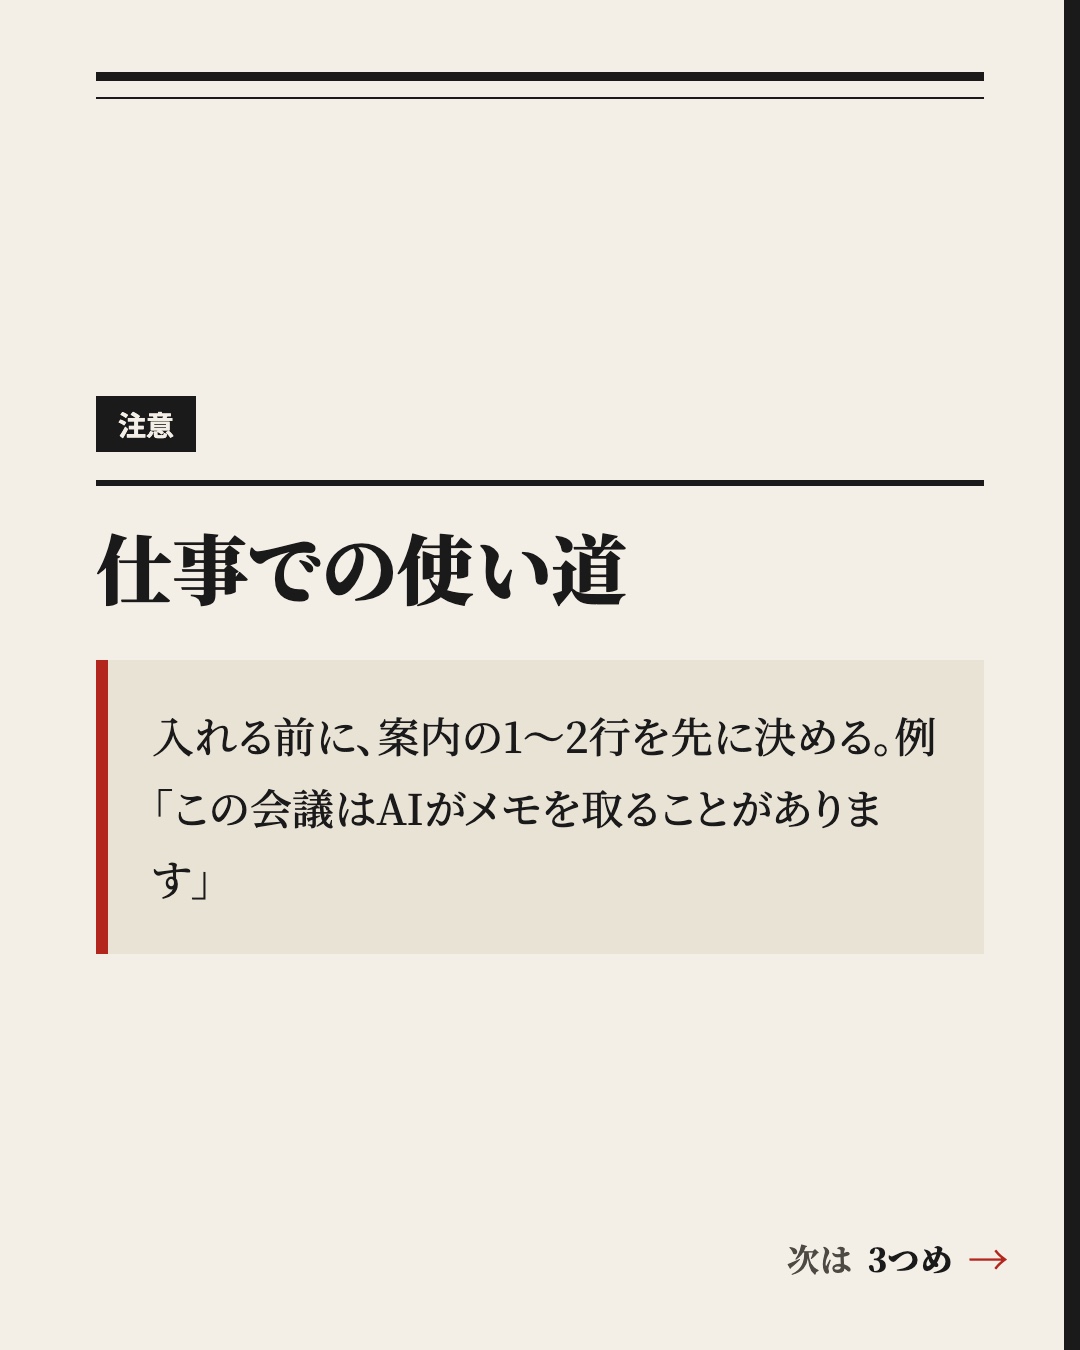 注意
仕事での使い道
入れる前に、案内の1〜2行を先に決める。例
「この会議はAIがメモを取ることがありま
す」
次は 3つめ →